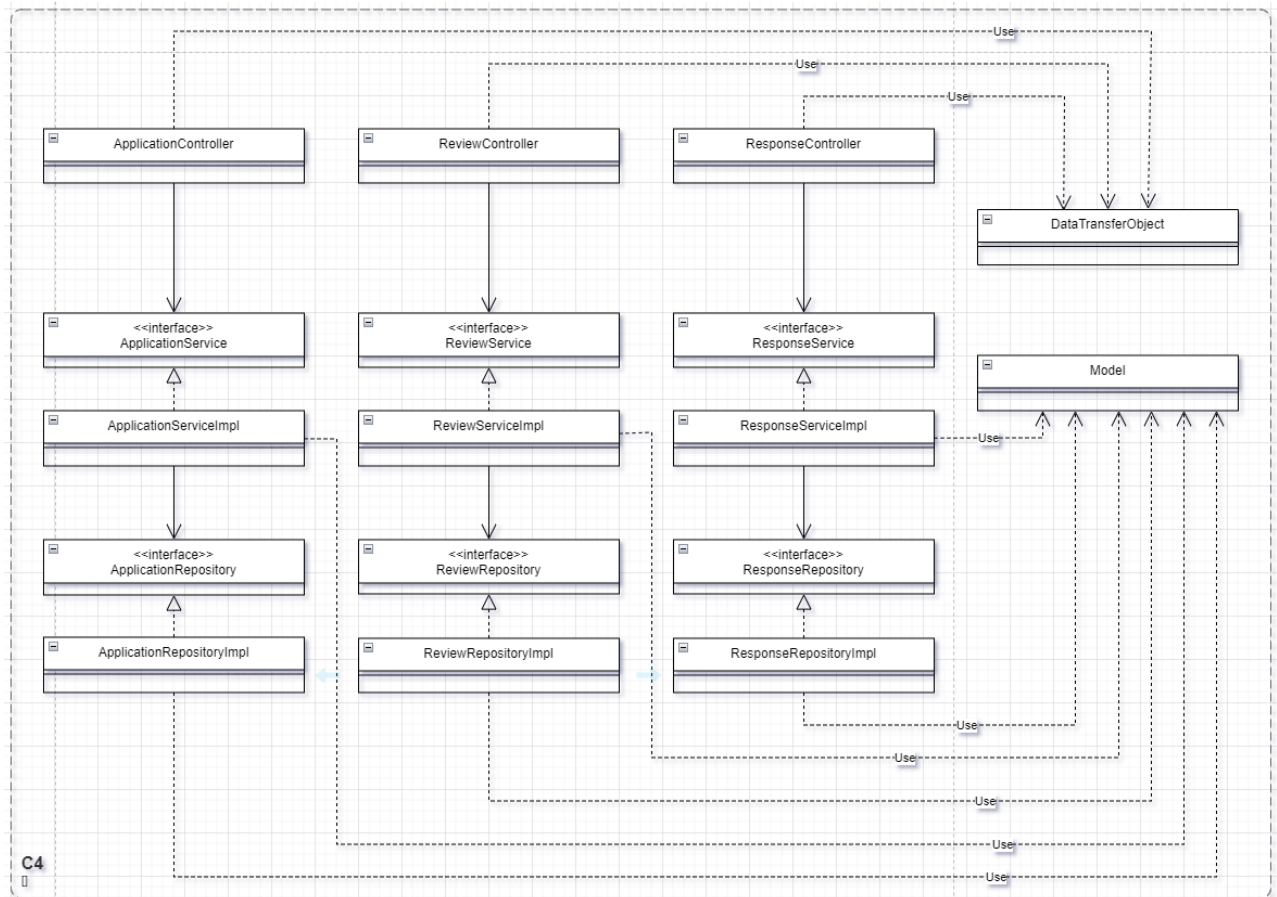 Use
Use
Use
ApplicationController
ReviewController
ResponseController
DataTransferObject
<<interface>>
ApplicationService
<<interface>>
ReviewService
<<interface>>
ResponseService
Model
ApplicationServiceImpl
ReviewServiceImpl
ResponseServiceImpl
Use
<<interface>>
ApplicationRepository
<<interface>>
ReviewRepository
<<interface>>
ResponseRepository
ApplicationRepositoryImpl
ReviewRepositoryImpl
ResponseRepositoryImpl
Use
Use
Use
Use
Use
C4
[]